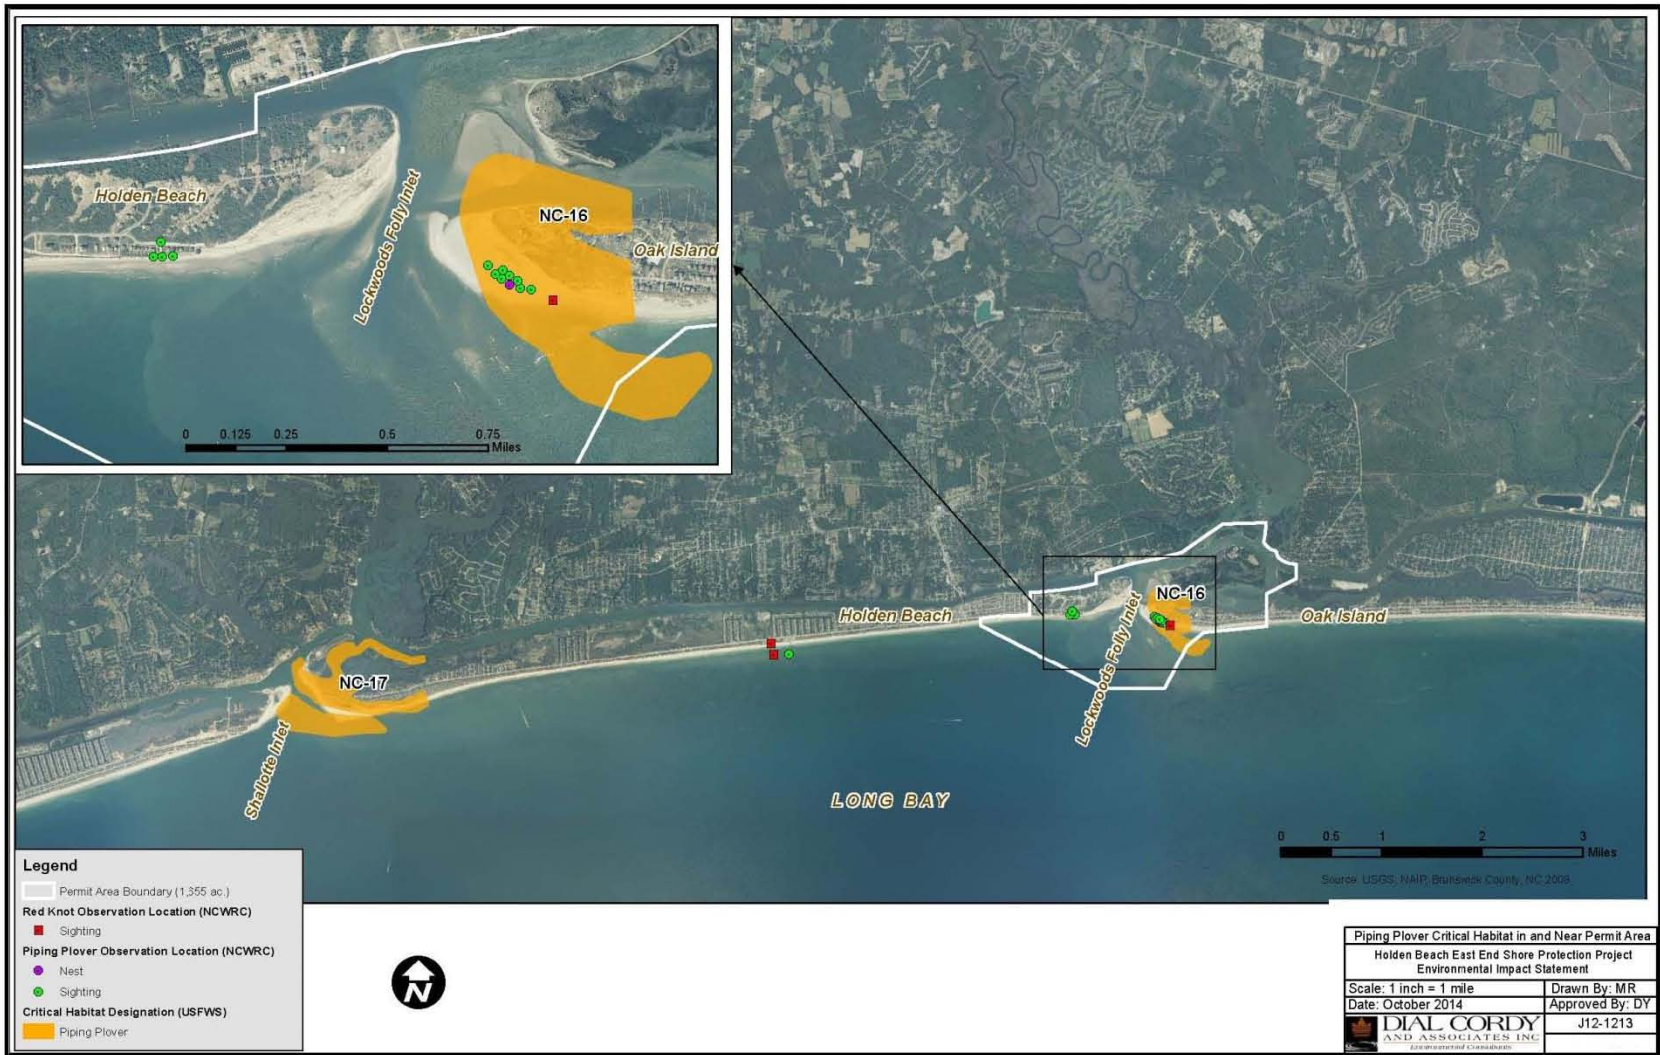 Holden Beach
Lockwoods Folly Inlet
NC-16
Oak Island
0 0.125 0.25 0.5 0.75
Miles
Holden Beach
Lockwoods Folly Inlet
NC-16
Oak Island
NC-17
Shallotte Inlet
LONG BAY
0 0.5 1 2 3
Miles
Source: USGS, NAIP, Brunswick County, NC 2008
Legend
Permit Area Boundary (1,355 ac.)
Red Knot Observation Location (NCWRC)
Sighting
Piping Plover Observation Location (NCWRC)
Nest
Sighting
Critical Habitat Designation (USFWS)
Piping Plover
N
Piping Plover Critical Habitat in and Near Permit Area
Holden Beach East End Shore Protection Project
Environmental Impact Statement
Scale: 1 inch = 1 mile
Drawn By: MR
Date: October 2014
Approved By: DY
DIAL CORDY
AND ASSOCIATES INC
Environmental Consultants
J12-1213